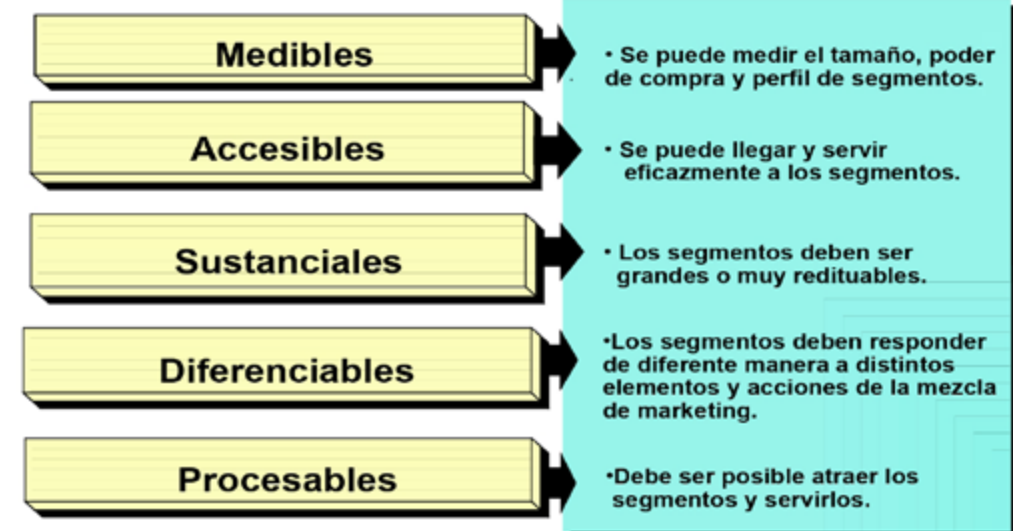 Medibles
• Se puede medir el tamaño, poder
de compra y perfil de segmentos.
Accesibles
• Se puede llegar y servir
eficazmente a los segmentos.
Sustanciales
• Los segmentos deben ser
grandes o muy redituables.
Diferenciables
•Los segmentos deben responder
de diferente manera a distintos
elementos y acciones de la mezcla
de marketing.
Procesables
•Debe ser posible atraer los
segmentos y servirlos.